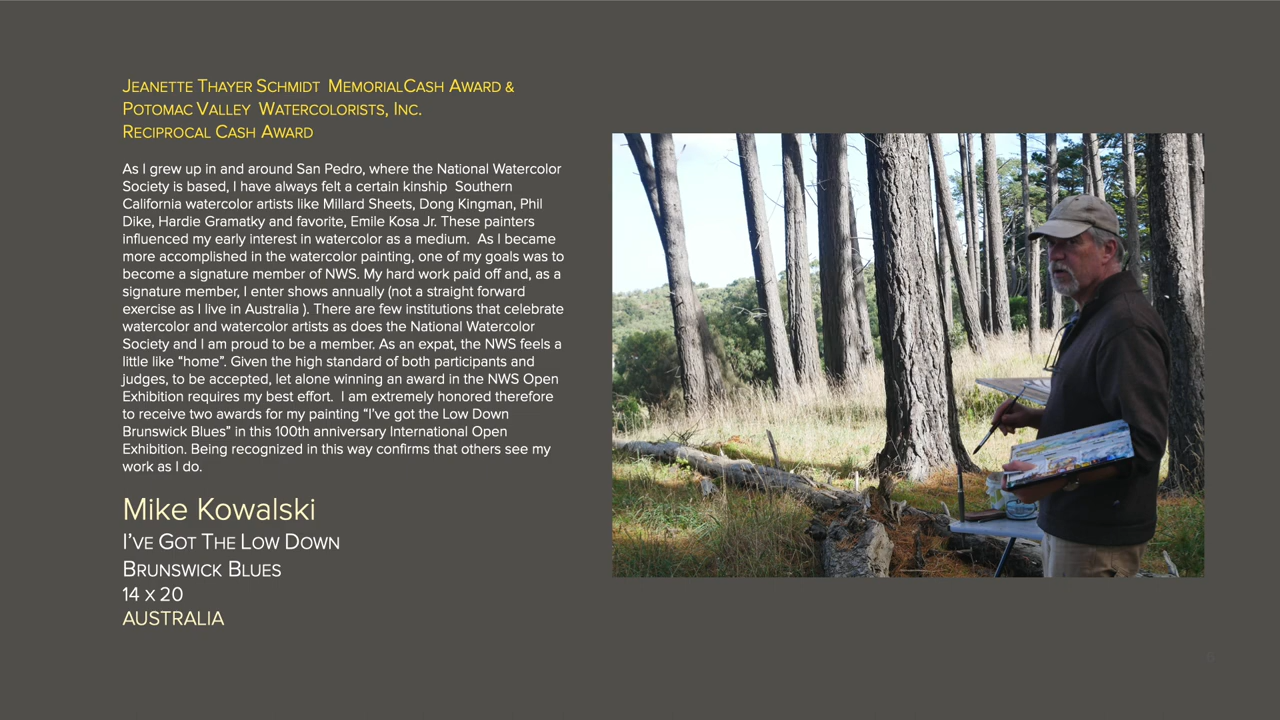 JEANETTE THAYER SCHMIDT MEMORIALCASH AWARD &
POTOMAC VALLEY WATERCOLORISTS, INC.
RECIPROCAL CASH AWARD
As I grew up in and around San Pedro, where the National Watercolor
Society is based, I have always felt a certain kinship Southern
California watercolor artists like Millard Sheets, Dong Kingman, Phil
Dike, Hardie Gramatky and favorite, Emile Kosa Jr. These painters
influenced my early interest in watercolor as a medium. As I became
more accomplished in the watercolor painting, one of my goals was to
become a signature member of NWS. My hard work paid off and, as a
signature member, I enter shows annually (not a straight forward
exercise as I live in Australia ). There are few institutions that celebrate
watercolor and watercolor artists as does the National Watercolor
Society and I am proud to be a member. As an expat, the NWS feels a
little like “home”. Given the high standard of both participants and
judges, to be accepted, let alone winning an award in the NWS Open
Exhibition requires my best effort. I am extremely honored therefore
to receive two awards for my painting “I’ve got the Low Down
Brunswick Blues” in this 100th anniversary International Open
Exhibition. Being recognized in this way confirms that others see my
work as I do.
Mike Kowalski
I’VE GOT THE LOW DOWN
BRUNSWICK BLUES
14 x 20
AUSTRALIA
5